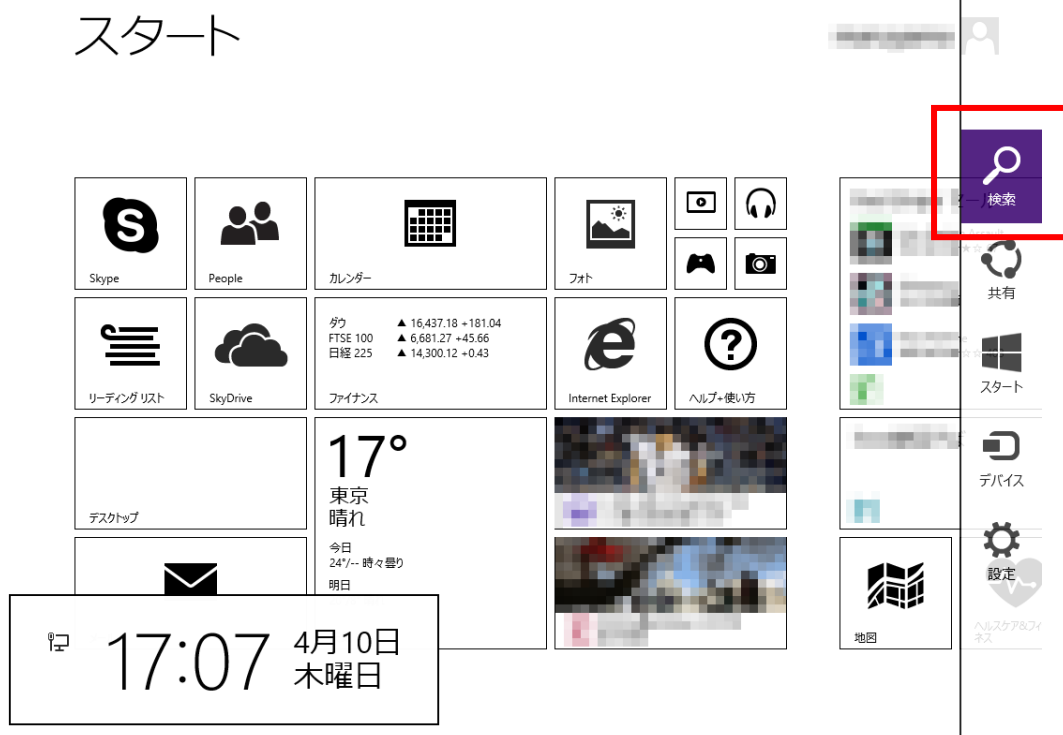 スタート
検索
共有
スタート
デバイス
設定
Skype
People
カレンダー
フォト
リーディング リスト
SkyDrive
ダウ ▲ 16,437.18 +181.04
FTSE 100 ▲ 6,681.27 +45.66
日経 225 ▲ 14,300.12 +0.43
ファイナンス
Internet Explorer
ヘルプ+使い方
デスクトップ
17°
東京
晴れ
今日
24°/-- 時々曇り
明日
地図
ヘルスケア&フィ
ネス
17:07
4月10日
木曜日